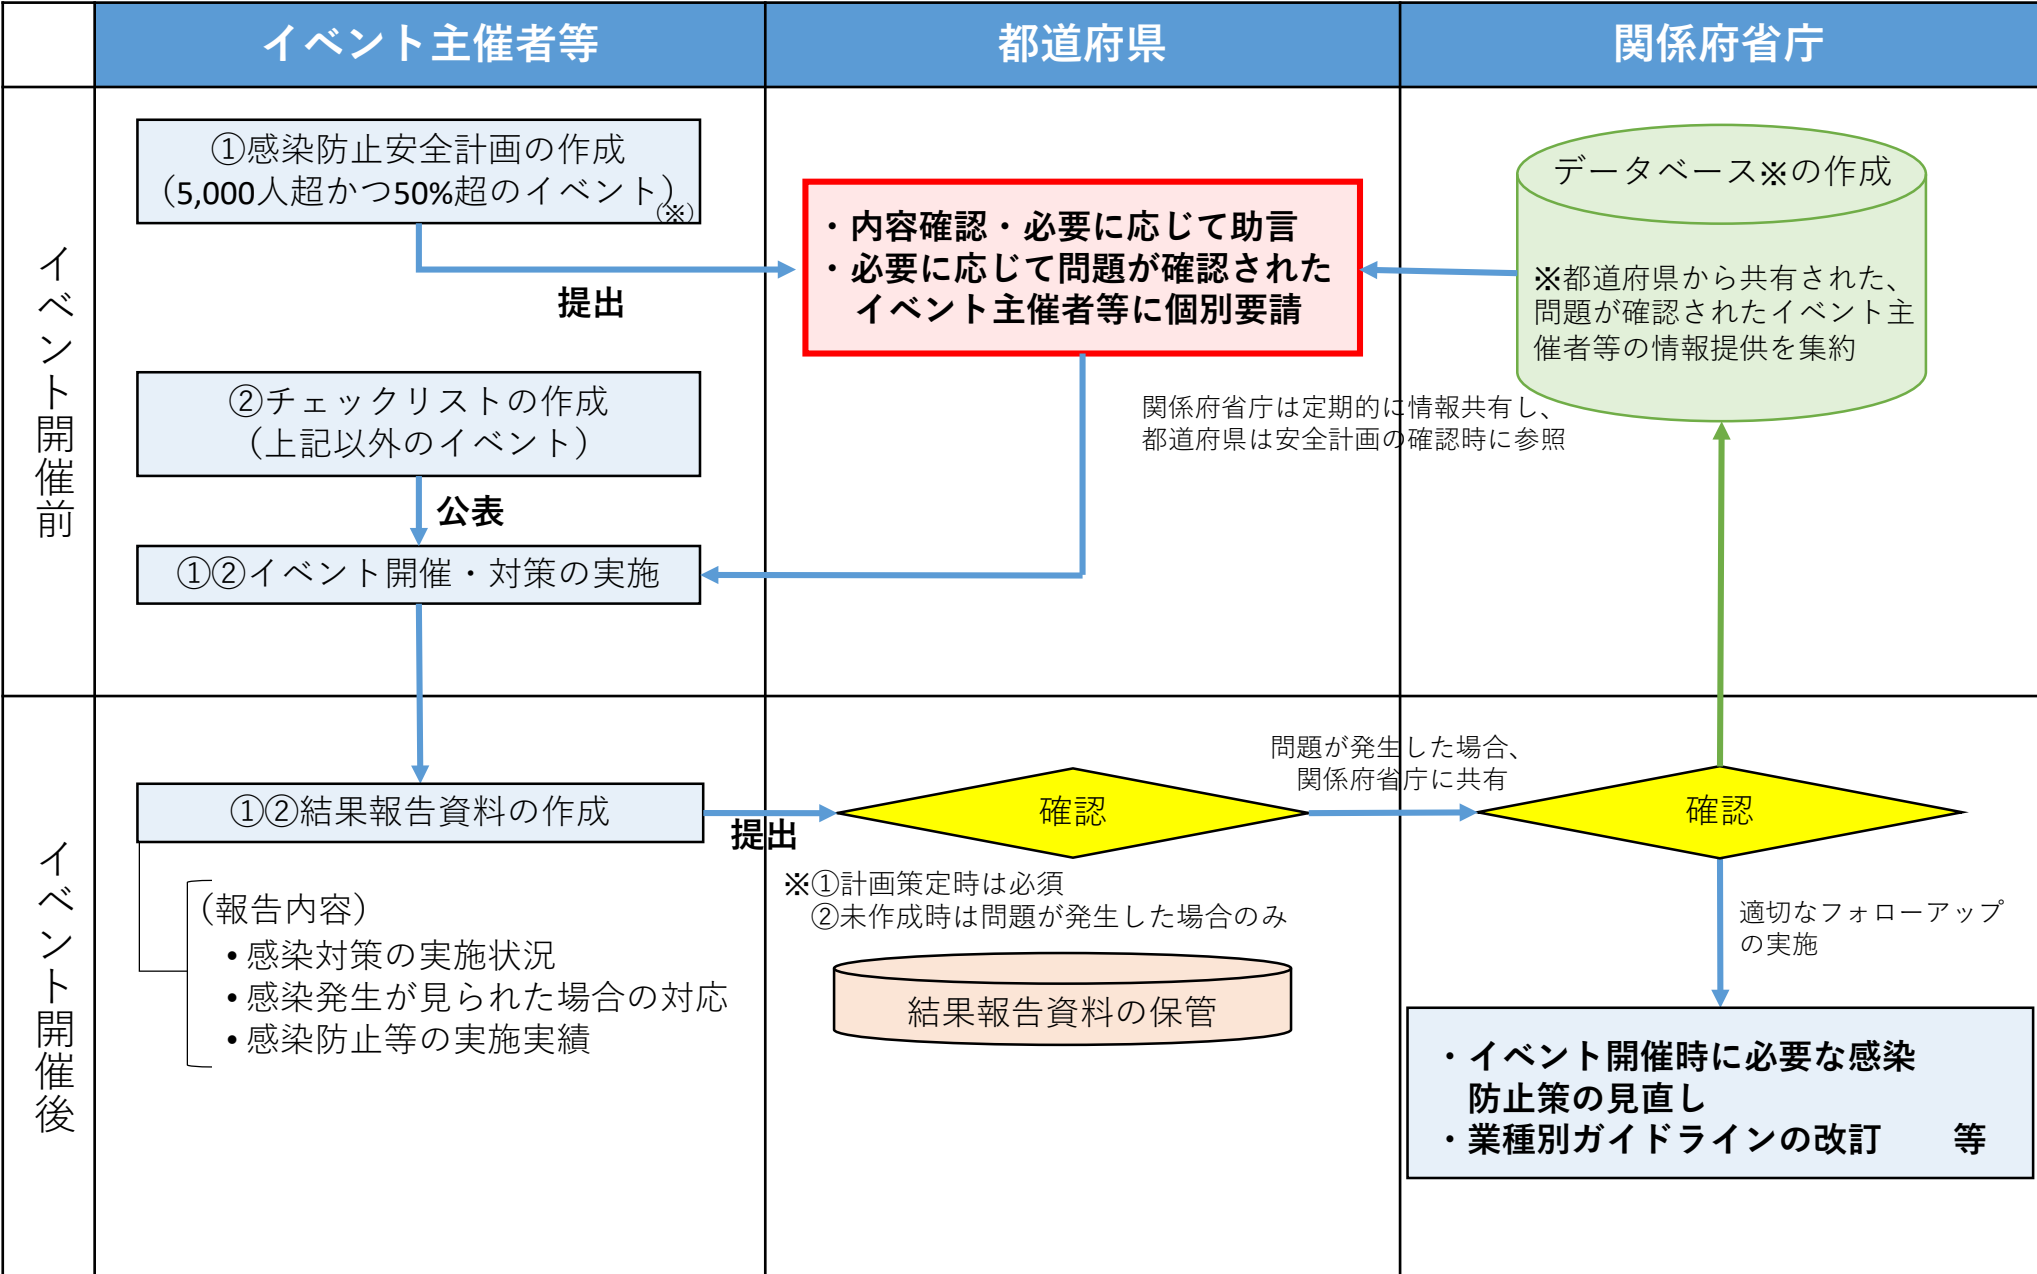 イベント主催者等
都道府県
関係府省庁
イベント開催前
①感染防止安全計画の作成
（5,000人超かつ50%超のイベント）
(※)
提出
②チェックリストの作成
（上記以外のイベント）
公表
①②イベント開催・対策の実施
・内容確認・必要に応じて助言
・必要に応じて問題が確認された
イベント主催者等に個別要請
関係府省庁は定期的に情報共有し、
都道府県は安全計画の確認時に参照
データベース※の作成
※都道府県から共有された、
問題が確認されたイベント主
催者等の情報提供を集約
イベント開催後
①②結果報告資料の作成
提出
（報告内容）
• 感染対策の実施状況
• 感染発生が見られた場合の対応
• 感染防止等の実施実績
確認
※①計画策定時は必須
②未作成時は問題が発生した場合のみ
結果報告資料の保管
問題が発生した場合、
関係府省庁に共有
確認
適切なフォローアップ
の実施
・イベント開催時に必要な感染
防止策の見直し
・業種別ガイドラインの改訂　　等